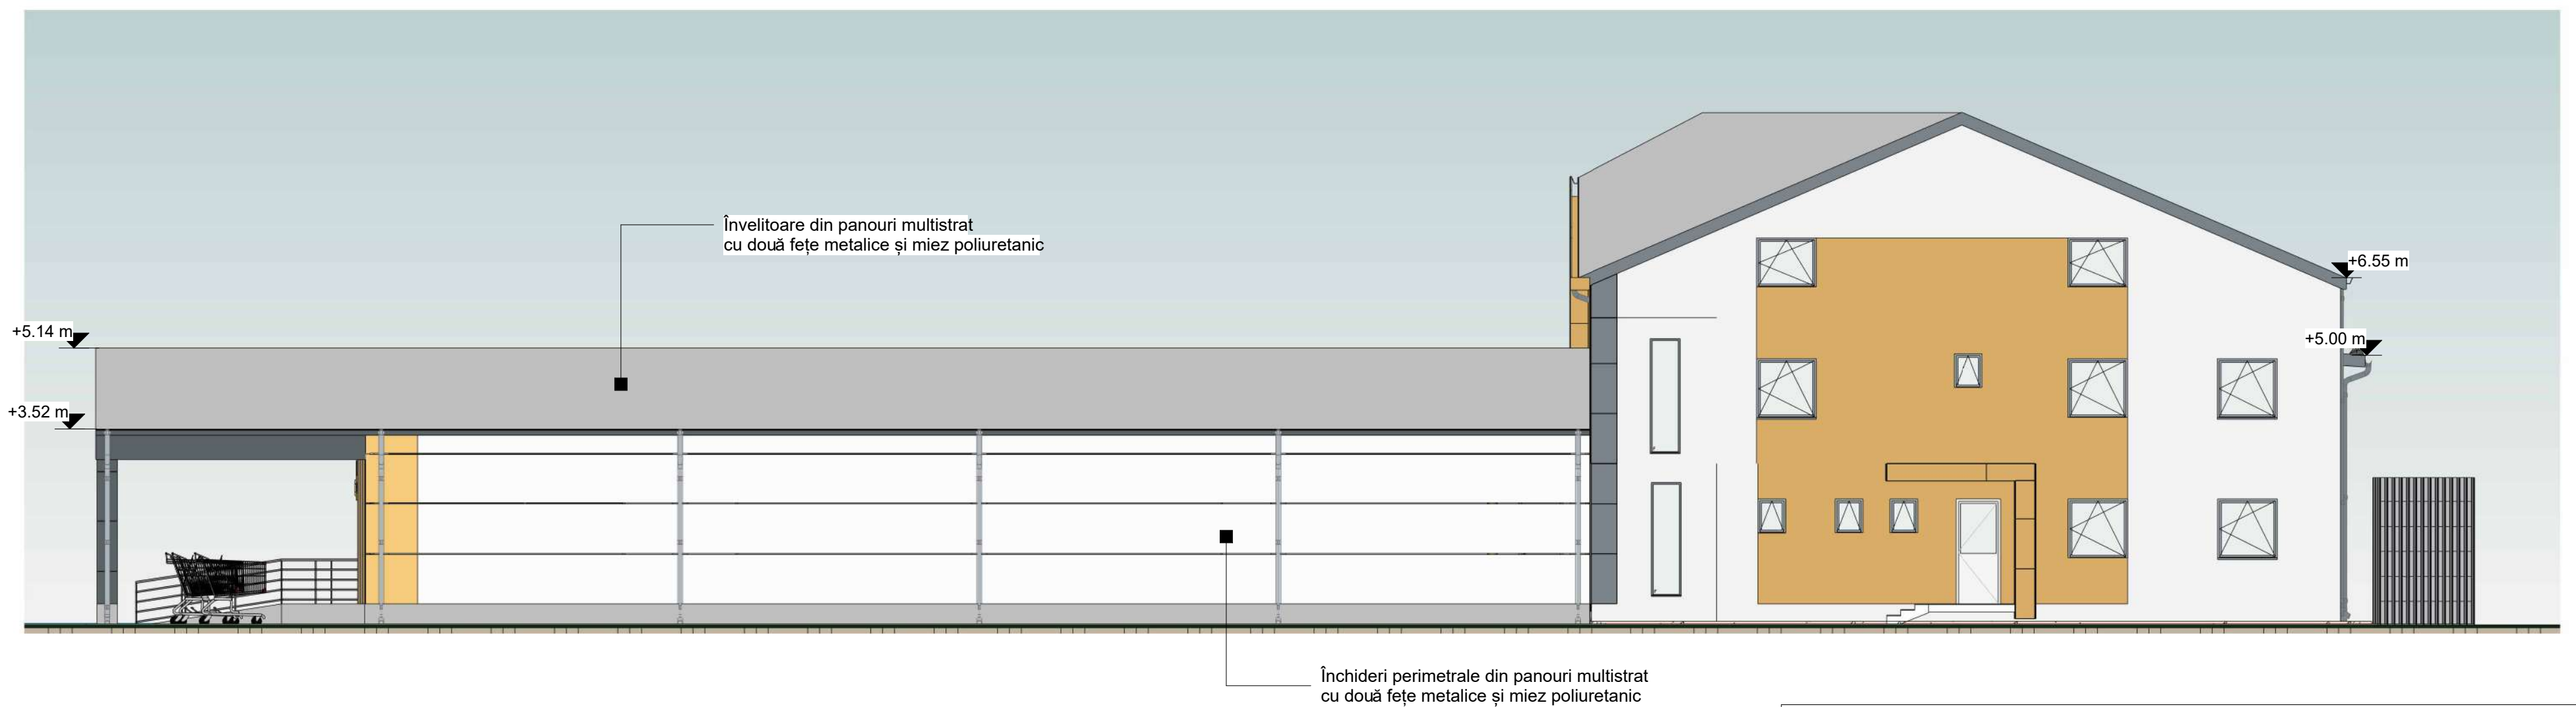 Învelitoare din panouri multistrat
cu două fețe metalice și miez poliuretanic
+6.55 m
+5.14 m
+5.00 m
+3.52 m
Închideri perimetrale din panouri multistrat
cu două fețe metalice și miez poliuretanic